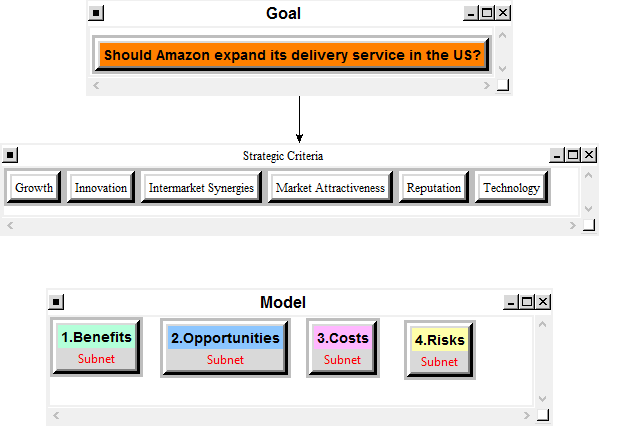 Goal
Should Amazon expand its delivery service in the US?
Strategic Criteria
Growth Innovation Intermarket Synergies Market Attractiveness Reputation Technology
Model
1.Benefits 2.Opportunities 3.Costs 4.Risks
Subnet Subnet Subnet Subnet